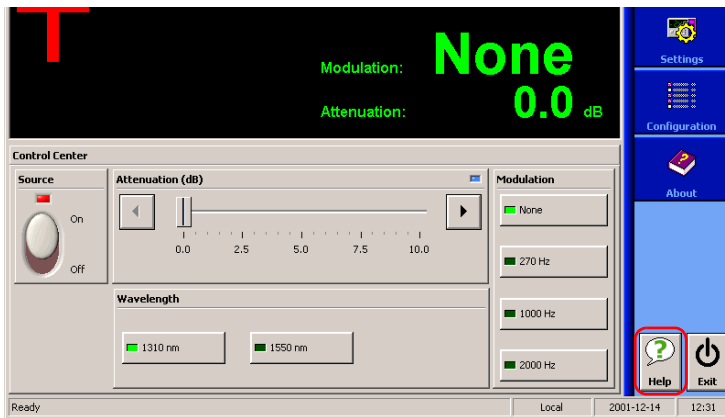 Modulation: None
Attenuation: 0.0 dB
Settings
Configuration
About
Control Center
Source
On
Off
Attenuation (dB)
0.0 2.5 5.0 7.5 10.0
Wavelength
1310 nm 1550 nm
Modulation
None
270 Hz
1000 Hz
2000 Hz
Help Exit
Ready Local 2001-12-14 12:31